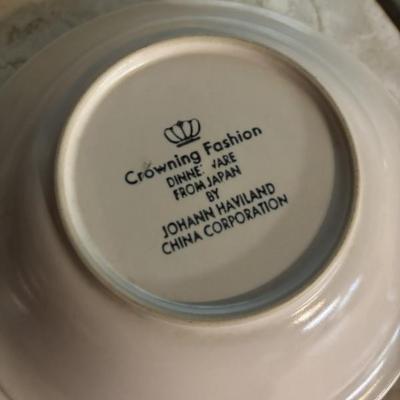 Crowning Fashion
DINNE WARE
FROM JAPAN
BY
JOHANN HAVILAND
CHINA CORPORATION